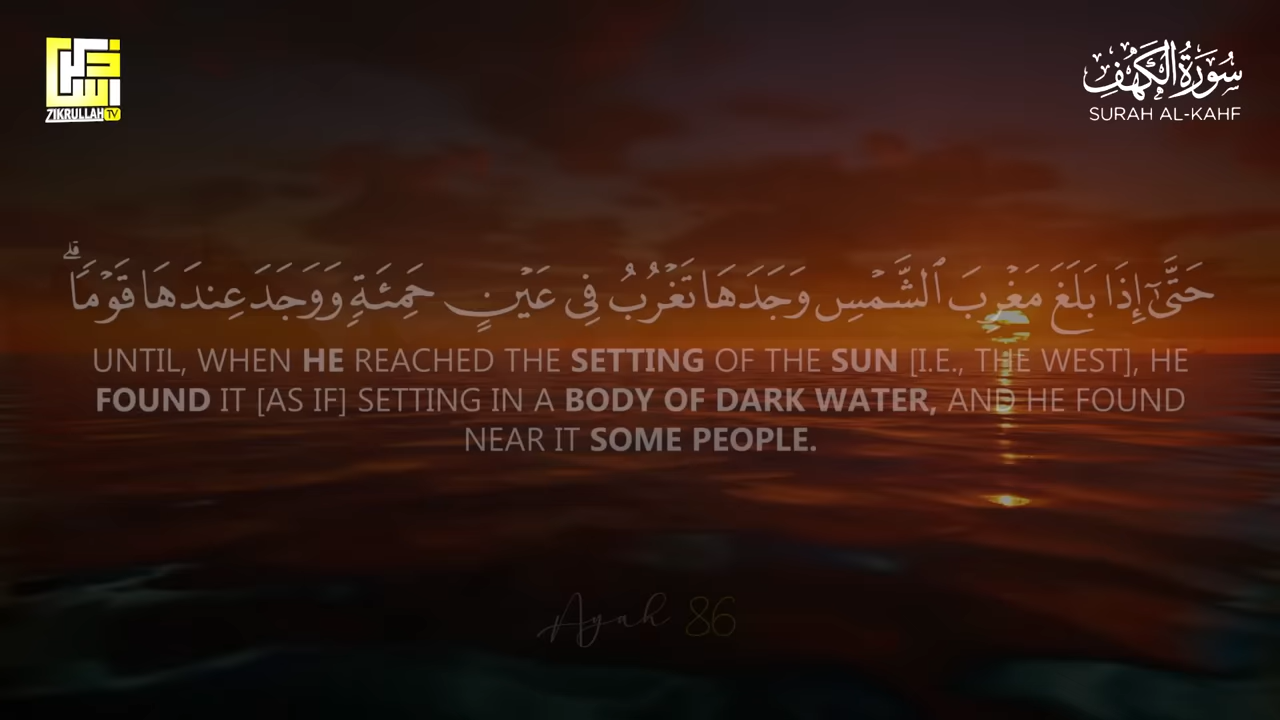 ذكر الله
ZIKRULLAH TV
سُورَةُ الْكَهْفِ
SURAH AL-KAHF
حَتَّىٰٓ إِذَا بَلَغَ مَغْرِبَ ٱلشَّمْسِ وَجَدَهَا تَغْرُبُ فِى عَيْنٍ حَمِئَةٍ وَوَجَدَ عِندَهَا قَوْمًا ۗ
UNTIL, WHEN HE REACHED THE SETTING OF THE SUN [I.E., THE WEST], HE
FOUND IT [AS IF] SETTING IN A BODY OF DARK WATER, AND HE FOUND
NEAR IT SOME PEOPLE.
Ayah 86